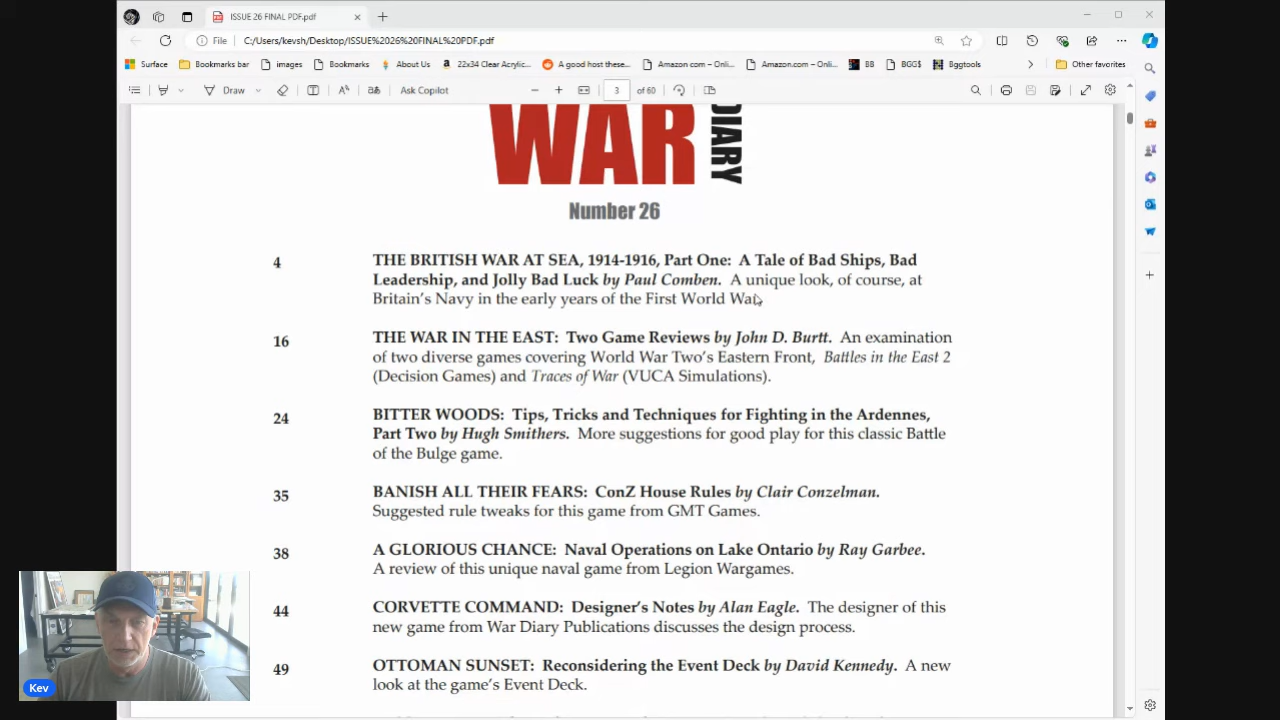 ISSUE 26 FINAL PDF.pdf
File
C:/Users/kevsh/Desktop/ISSUE%2026%20FINAL%20PDF.pdf
Surface
Bookmarks bar
images
Bookmarks
About Us
22x34 Clear Acrylic...
A good host these...
Amazon.com – Onli...
Amazon.com – Onli...
BB
BGG$
Bggtools
Other favorites
Draw
Ask Copilot
3
of 60
WAR
DIARY
Number 26
4
THE BRITISH WAR AT SEA, 1914-1916, Part One: A Tale of Bad Ships, Bad
Leadership, and Jolly Bad Luck by Paul Comben. A unique look, of course, at
Britain's Navy in the early years of the First World War.
16
THE WAR IN THE EAST: Two Game Reviews by John D. Burtt. An examination
of two diverse games covering World War Two's Eastern Front, Battles in the East 2
(Decision Games) and Traces of War (VUCA Simulations).
24
BITTER WOODS: Tips, Tricks and Techniques for Fighting in the Ardennes,
Part Two by Hugh Smithers. More suggestions for good play for this classic Battle
of the Bulge game.
35
BANISH ALL THEIR FEARS: ConZ House Rules by Clair Conzelman.
Suggested rule tweaks for this game from GMT Games.
38
A GLORIOUS CHANCE: Naval Operations on Lake Ontario by Ray Garbee.
A review of this unique naval game from Legion Wargames.
44
CORVETTE COMMAND: Designer's Notes by Alan Eagle. The designer of this
new game from War Diary Publications discusses the design process.
49
OTTOMAN SUNSET: Reconsidering the Event Deck by David Kennedy. A new
look at the game's Event Deck.
Kev